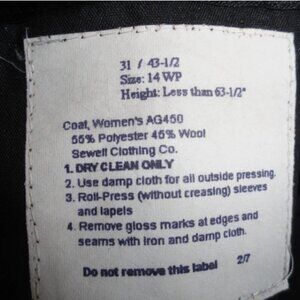 31 / 43-1/2
Size: 14 WP
Height: Less than 63-1/2"
Coat, Women's AG450
55% Polyester 45% Wool
Sewell Clothing Co.
1. DRY CLEAN ONLY
2. Use damp cloth for all outside pressing.
3. Roll-Press (without creasing) sleeves
and lapels
4. Remove gloss marks at edges and
seams with iron and damp cloth.
Do not remove this label 2/7